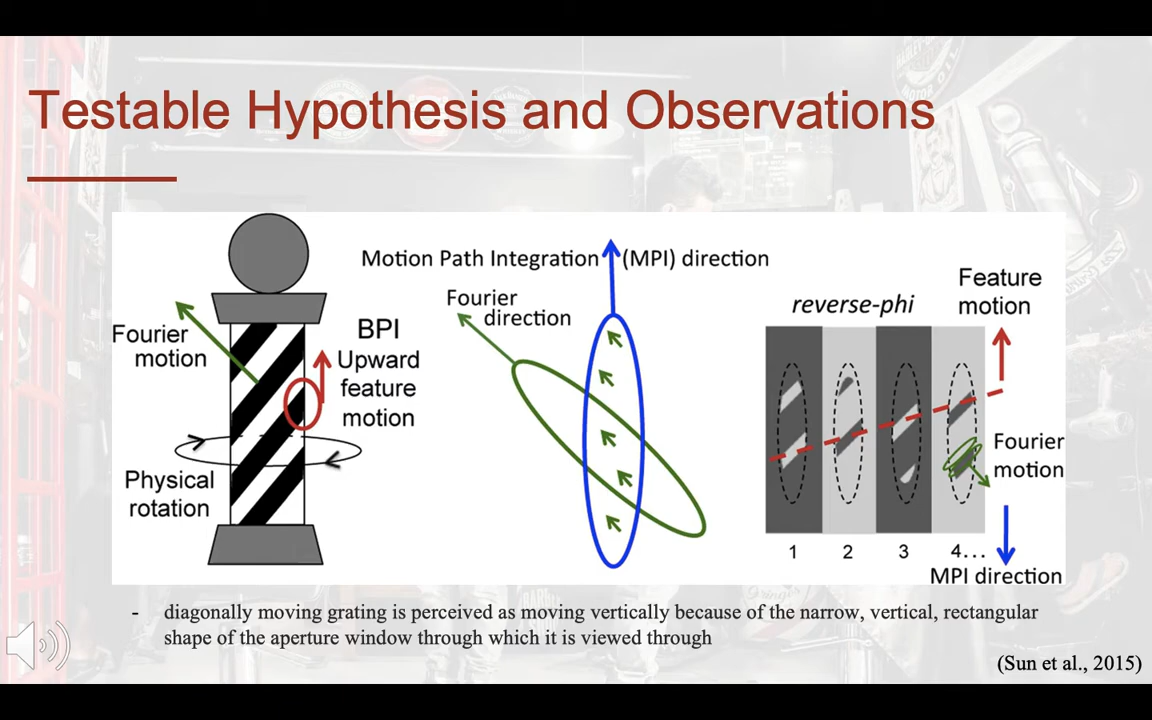 Testable Hypothesis and Observations
Motion Path Integration
(MPI) direction
Fourier
motion
BPI
Upward
feature
motion
Physical
rotation
Fourier
direction
reverse-phi
Feature
motion
Fourier
motion
1 2 3 4...
MPI direction
- diagonally moving grating is perceived as moving vertically because of the narrow, vertical, rectangular
shape of the aperture window through which it is viewed through
(Sun et al., 2015)